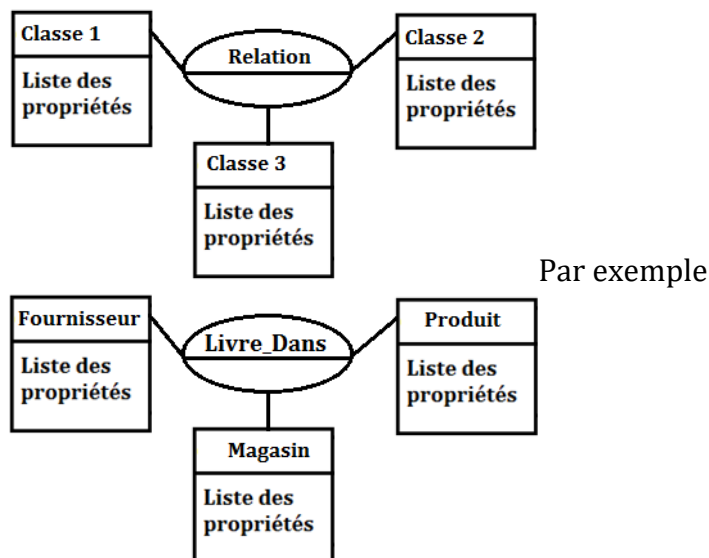 Classe 1
Relation
Classe 2
Liste des
propriétés
Liste des
propriétés
Classe 3
Liste des
propriétés
Par exemple
Fournisseur
Livre_Dans
Produit
Liste des
propriétés
Liste des
propriétés
Magasin
Liste des
propriétés